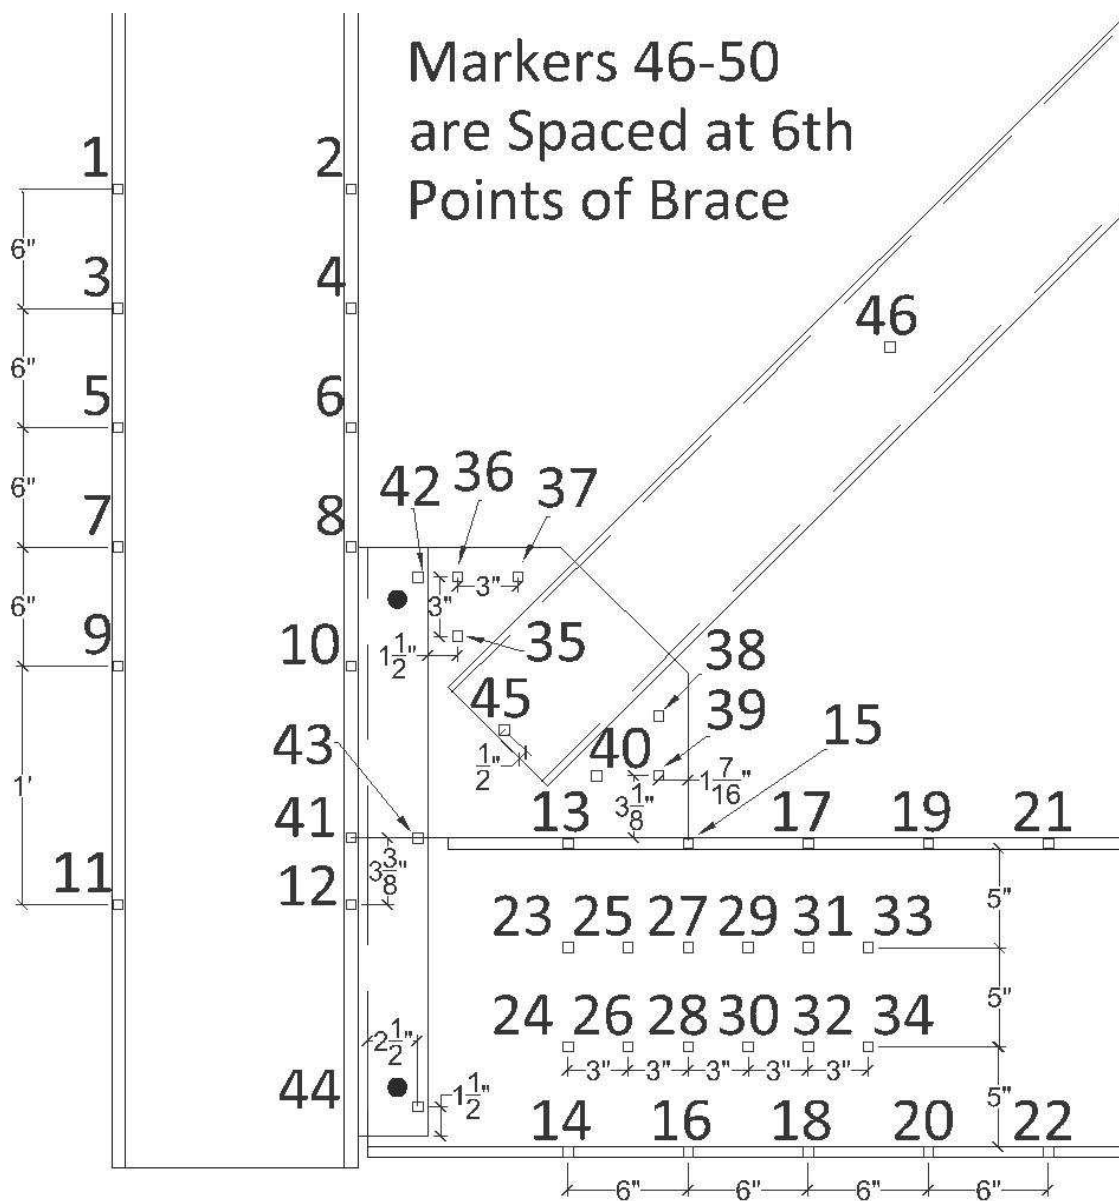 Markers 46-50
are Spaced at 6th
Points of Brace
1 2
6"
3 4
46
6"
5 6
6"
42 36 37
7 8
3"
3"
6"
9 10 1 1/2" 35 38
45 39
43 1/2" 40 1 7/16" 15
1'
3 1/8"
41 13 17 19 21
3 3/8"
11 12
5"
23 25 27 29 31 33
24 26 28 30 32 34
5"
2 1/2"
3" 3" 3" 3" 3"
44 1 1/2"
5"
14 16 18 20 22
6" 6" 6" 6"